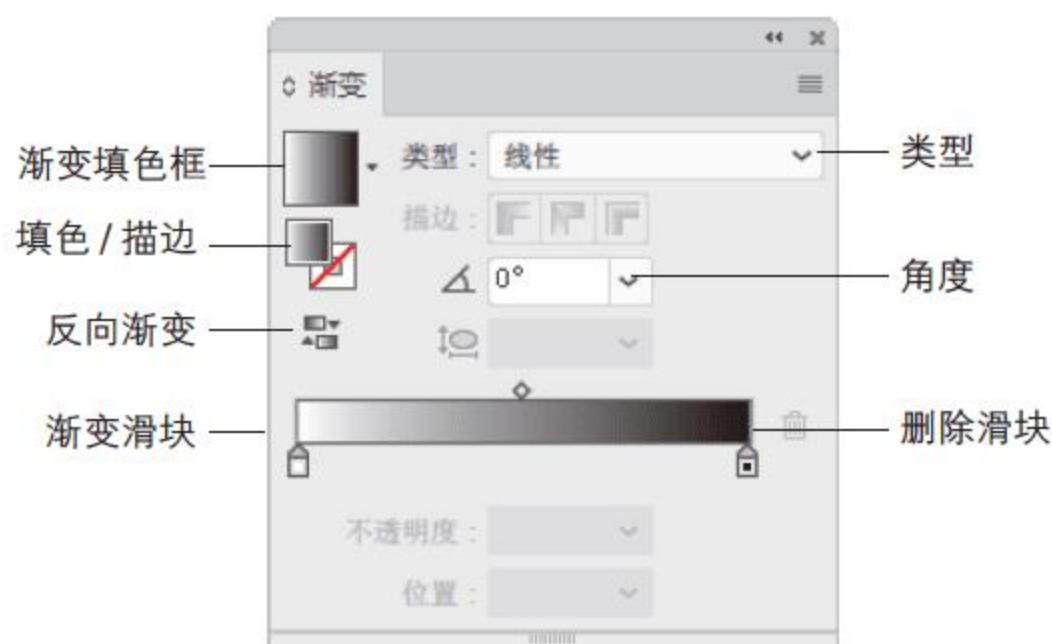 渐变
渐变填色框
类型：
线性
类型
填色 / 描边
描边：
0°
角度
反向渐变
渐变滑块
删除滑块
不透明度：
位置：